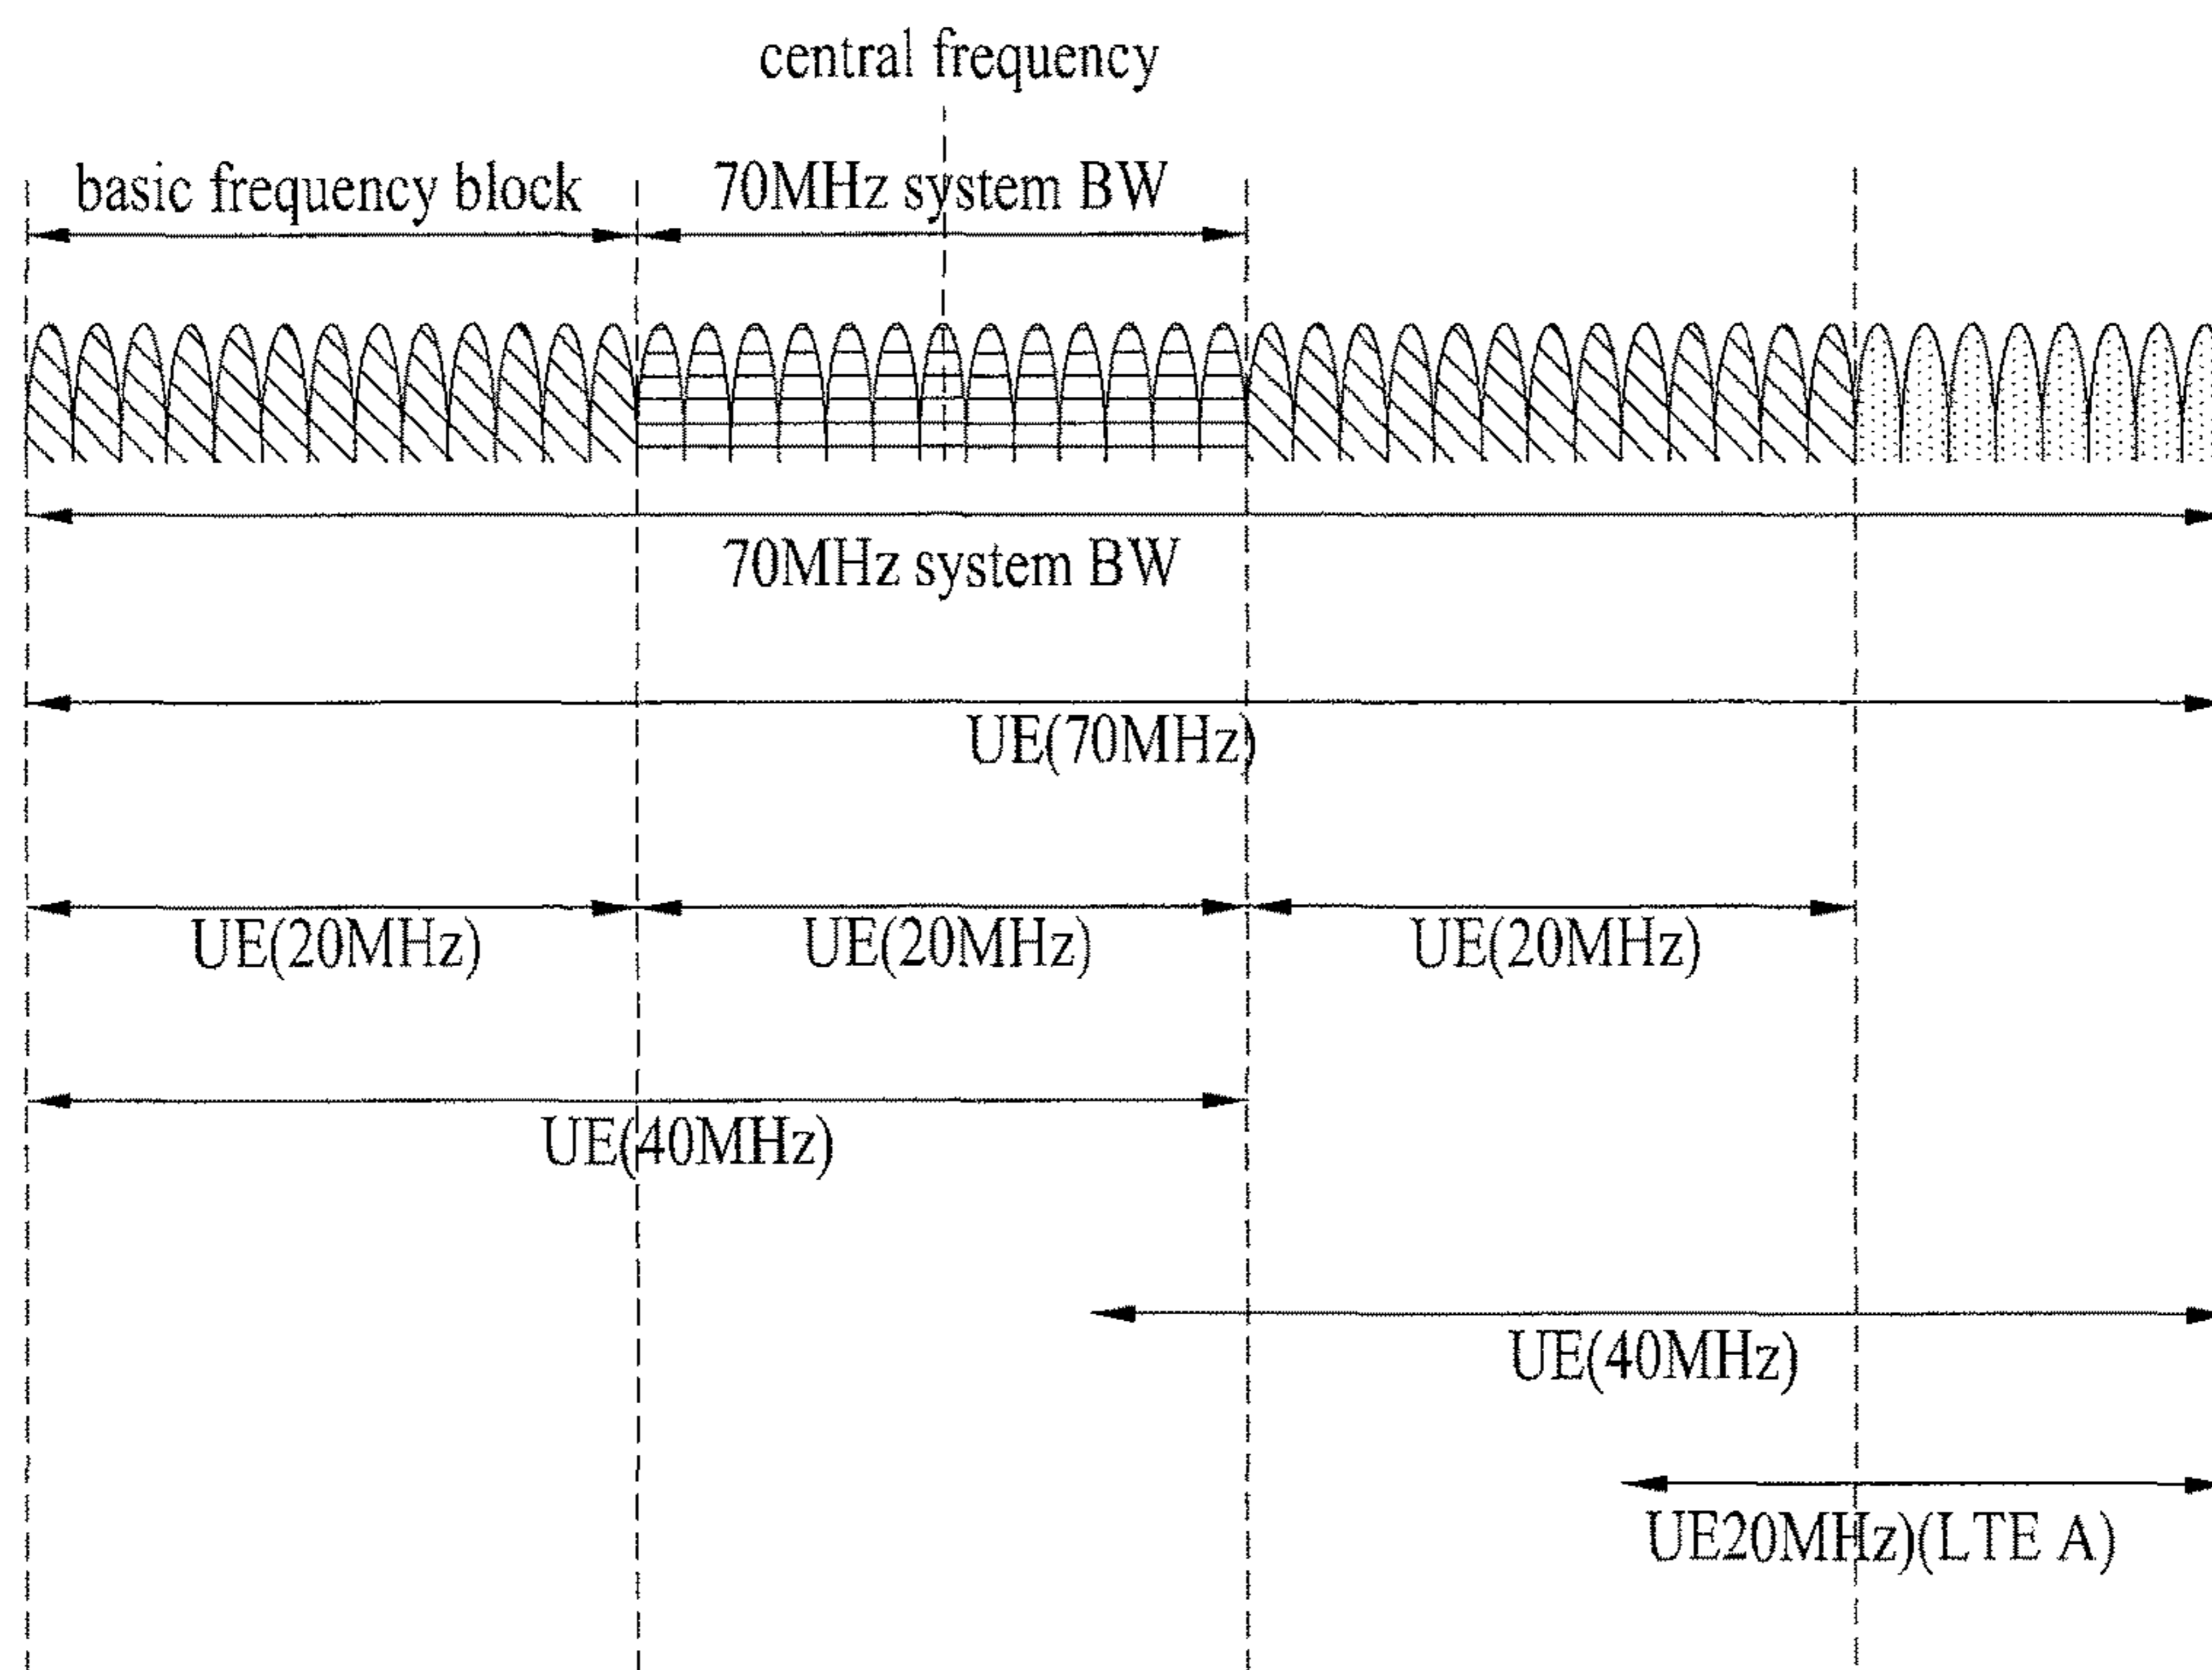 central frequency
basic frequency block
70MHz system BW
70MHz system BW
UE(70MHz)
UE(20MHz)
UE(20MHz)
UE(20MHz)
UE(40MHz)
UE(40MHz)
UE20MHz)(LTE A)